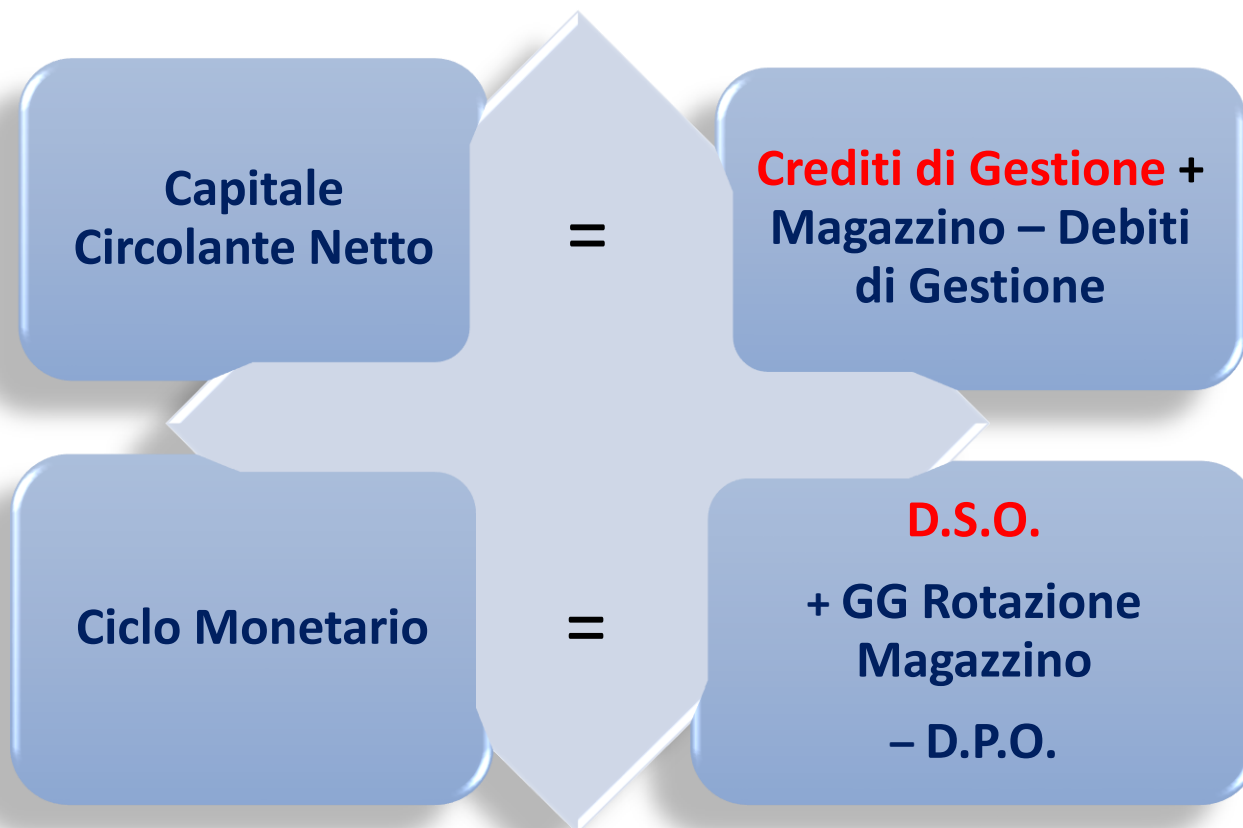 Capitale
Circolante Netto
=
Crediti di Gestione +
Magazzino – Debiti
di Gestione
Ciclo Monetario
=
D.S.O.
+ GG Rotazione
Magazzino
– D.P.O.